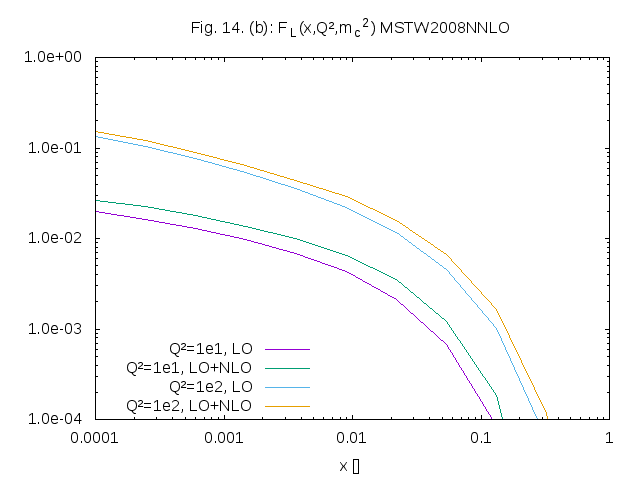 Fig. 14. (b): F_L(x,Q²,m_c²) MSTW2008NNLO
1.0e+00
1.0e-01
1.0e-02
1.0e-03
1.0e-04
Q²=1e1, LO
Q²=1e1, LO+NLO
Q²=1e2, LO
Q²=1e2, LO+NLO
0.0001 0.001 0.01 0.1 1
x []